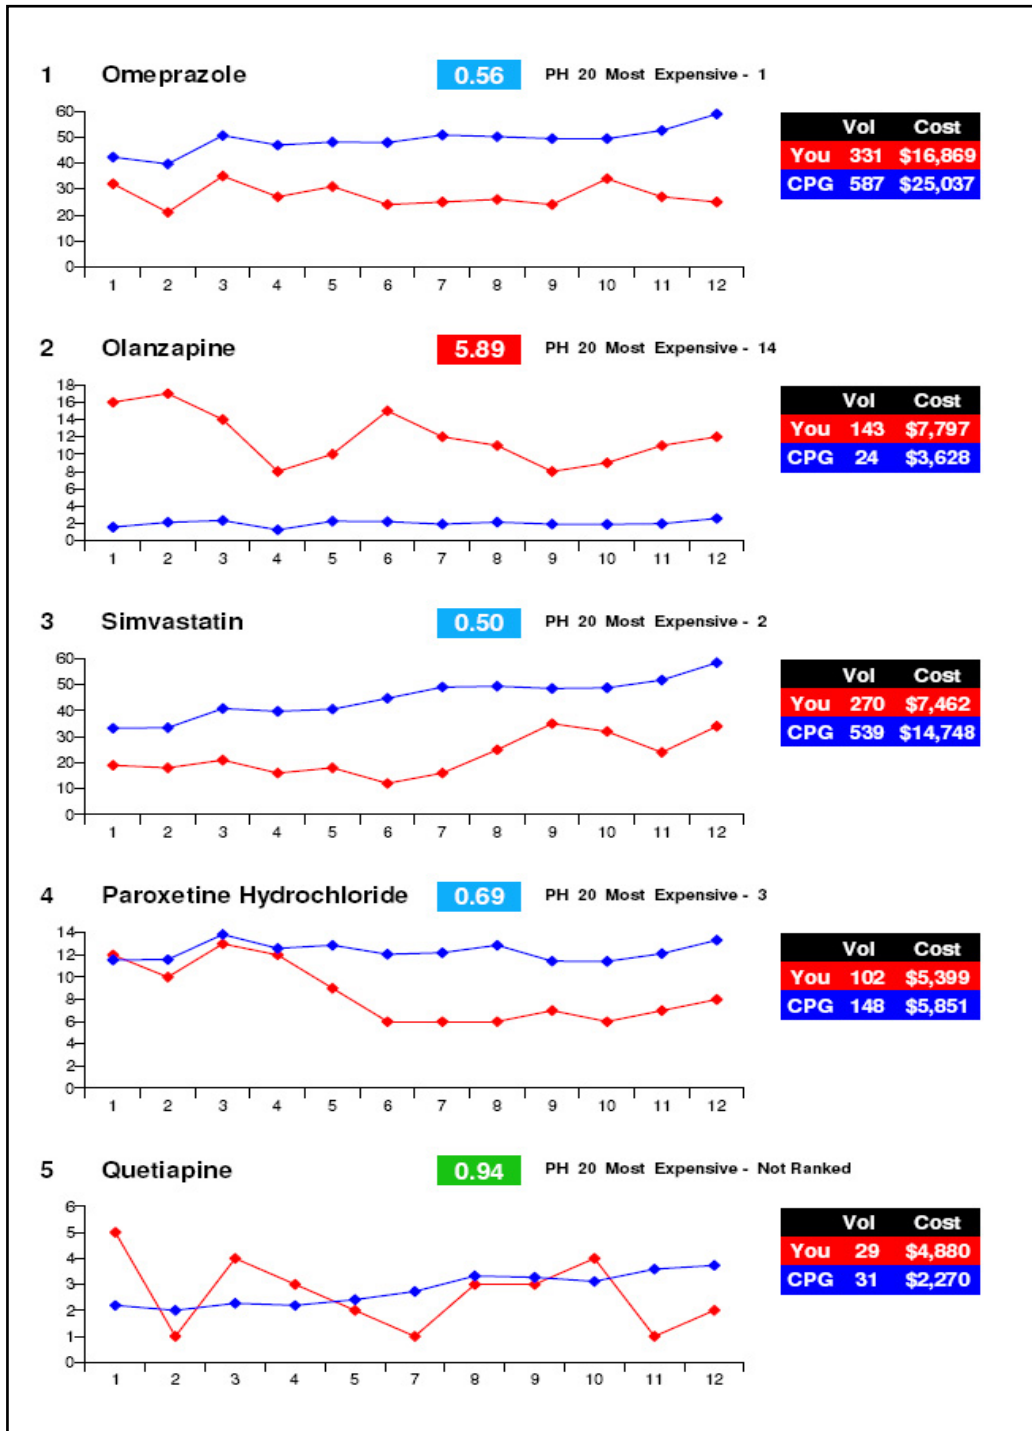 1 Omeprazole 0.56 PH 20 Most Expensive - 1
Vol Cost
You 331 $16,869
CPG 587 $25,037
60
50
40
30
20
10
0
1 2 3 4 5 6 7 8 9 10 11 12
2 Olanzapine 5.89 PH 20 Most Expensive - 14
Vol Cost
You 143 $7,797
CPG 24 $3,628
18
16
14
12
10
8
6
4
2
0
1 2 3 4 5 6 7 8 9 10 11 12
3 Simvastatin 0.50 PH 20 Most Expensive - 2
Vol Cost
You 270 $7,462
CPG 539 $14,748
60
50
40
30
20
10
0
1 2 3 4 5 6 7 8 9 10 11 12
4 Paroxetine Hydrochloride 0.69 PH 20 Most Expensive - 3
Vol Cost
You 102 $5,399
CPG 148 $5,851
14
12
10
8
6
4
2
0
1 2 3 4 5 6 7 8 9 10 11 12
5 Quetiapine 0.94 PH 20 Most Expensive - Not Ranked
Vol Cost
You 29 $4,880
CPG 31 $2,270
6
5
4
3
2
1
0
1 2 3 4 5 6 7 8 9 10 11 12